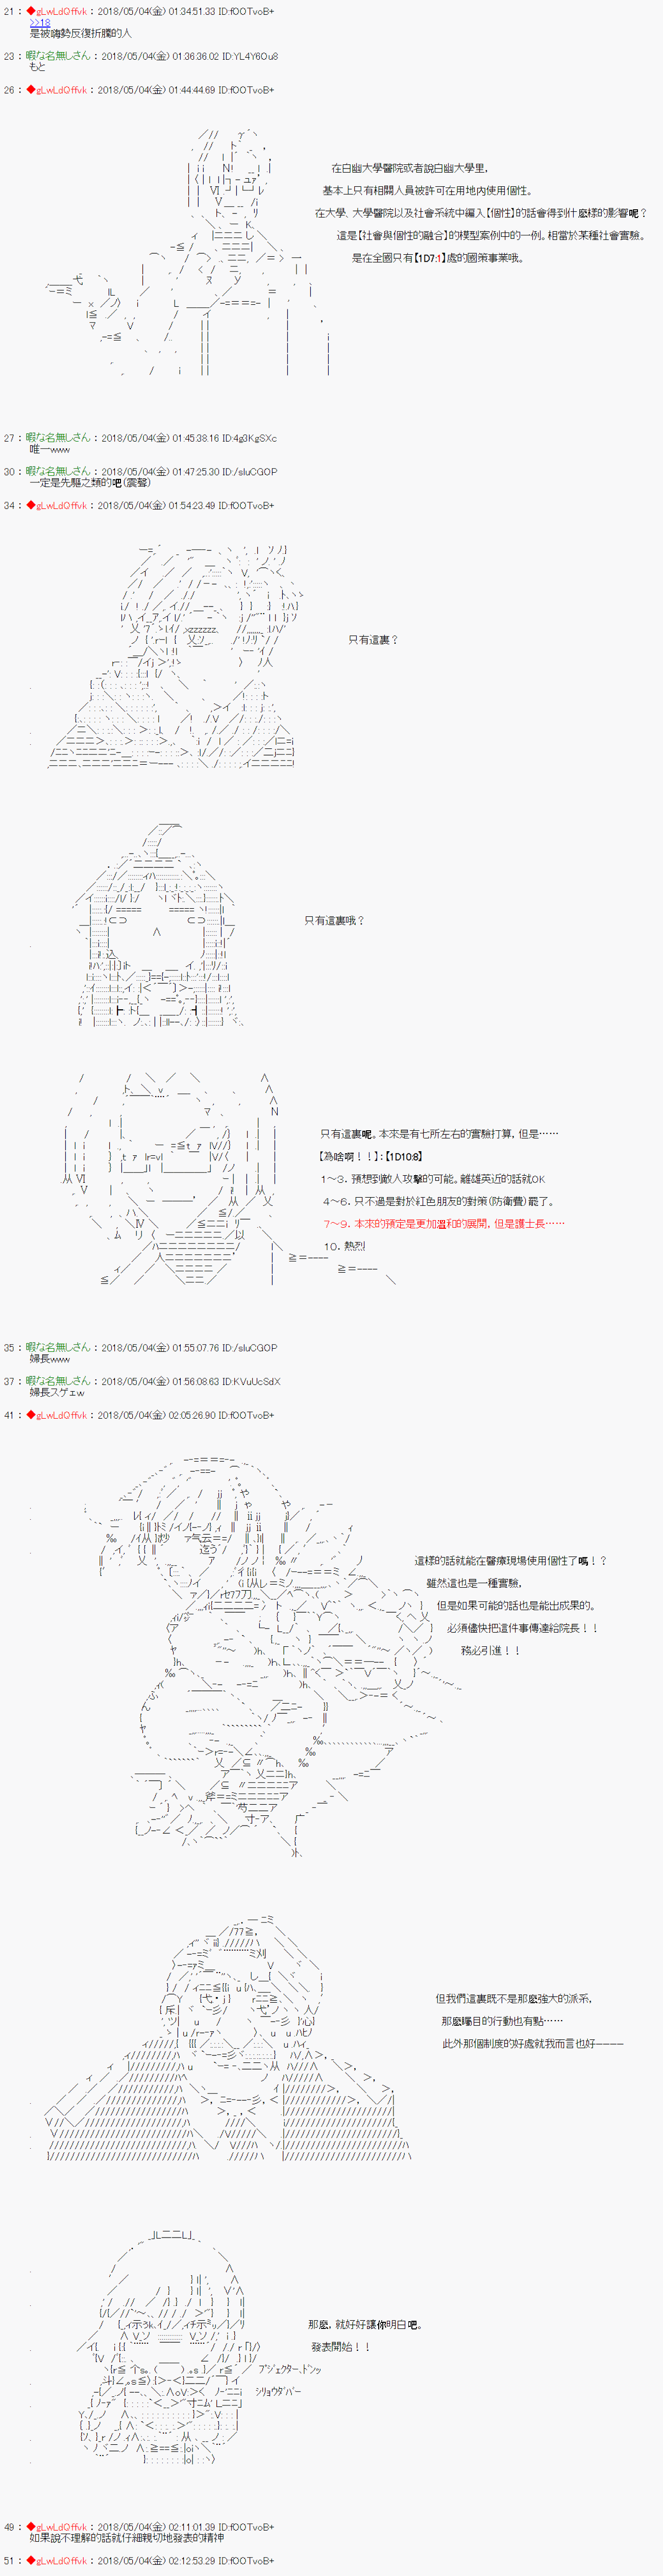 21 : ◆gLwLdQffvk : 2018/05/04(金) 01:34:51.33 ID:fOOTvoB+
>>18
是被嗨勢反復折騰的人
23 : 暇な名無しさん : 2018/05/04(金) 01:36:36.02 ID:YL4Y6Ou8
もと
26 : ◆gLwLdQffvk : 2018/05/04(金) 01:44:44.69 ID:fOOTvoB+
在白幽大學醫院或者說白幽大學里，
基本上只有相關人員被許可在用地內使用個性。
在大學、大學醫院以及社會系統中編入【個性】的話會得到什麼樣的影響呢？
這是【社會與個性的融合】的模型案例中的一例。相當於某種社會實驗。
是在全國只有【1D7:1】處的國策事業哦。
27 : 暇な名無しさん : 2018/05/04(金) 01:45:38.16 ID:4g3KgSXc
唯一www
30 : 暇な名無しさん : 2018/05/04(金) 01:47:25.30 ID:/sluCGOP
一定是先驅之類的吧(震聲)
34 : ◆gLwLdQffvk : 2018/05/04(金) 01:54:23.49 ID:fOOTvoB+
只有這裏？
只有這裏哦？
只有這裏呢。本來是有七所左右的實驗打算，但是……
【為啥啊！！】：【1D10:8】
1～3．預想到敵人攻擊的可能。離雄英近的話就OK
4～6．只不過是對於紅色朋友的對策(防衛費)罷了。
7～9．本來的預定是更加溫和的展開，但是護士長……
10．熱烈
35 : 暇な名無しさん : 2018/05/04(金) 01:55:07.76 ID:/sluCGOP
婦長www
37 : 暇な名無しさん : 2018/05/04(金) 01:56:08.63 ID:KVuUcSdX
婦長スゲェw
41 : ◆gLwLdQffvk : 2018/05/04(金) 02:05:26.90 ID:fOOTvoB+
這樣的話就能在醫療現場使用個性了嗎！？
雖然這也是一種實驗，
但是如果可能的話也是能出成果的。
必須儘快把這件事傳達給院長！！
務必引進！！
但我們這裏既不是那麼強大的派系，
那麼矚目的行動也有點……
此外那個制度的好處就我而言也好━━━━
那麼，就好好讓你明白吧。
發表開始！！
ﾌﾟｼﾞｪｸﾀｰ､ﾄﾞﾝｯ
ｼﾘｮｳﾀﾞﾊﾞｰ
49 : ◆gLwLdQffvk : 2018/05/04(金) 02:11:01.39 ID:fOOTvoB+
如果說不理解的話就仔細親切地發表的精神
51 : ◆gLwLdQffvk : 2018/05/04(金) 02:12:53.29 ID:fOOTvoB+